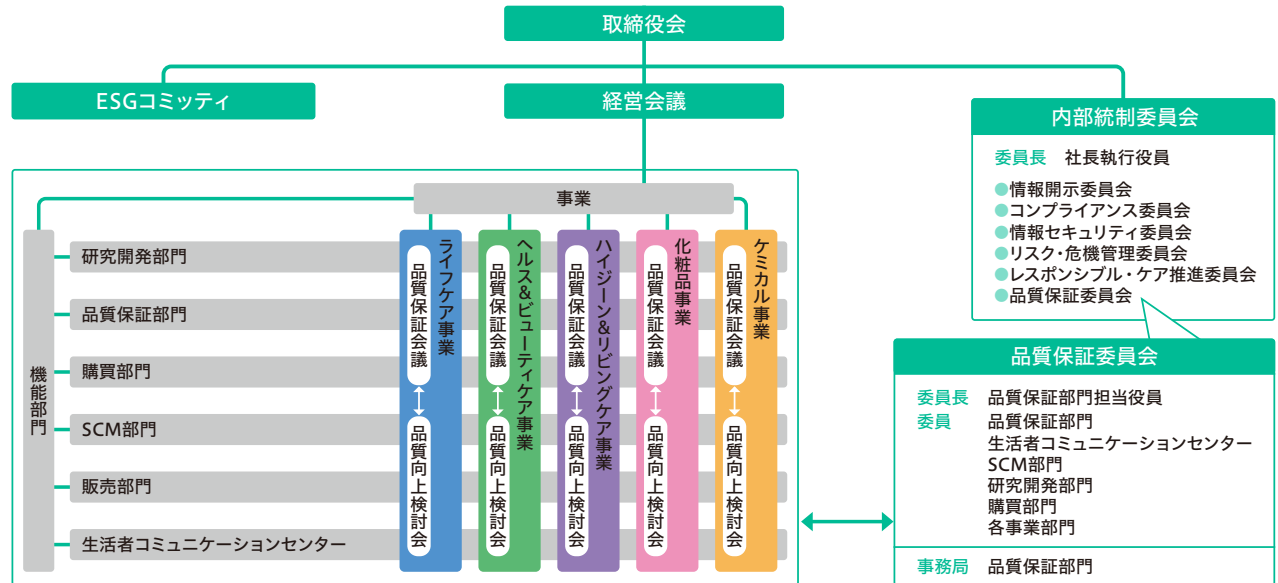 取締役会
ESGコミッティ
経営会議
内部統制委員会
委員長 社長執行役員
●情報開示委員会
●コンプライアンス委員会
●情報セキュリティ委員会
●リスク・危機管理委員会
●レスポンシブル・ケア推進委員会
●品質保証委員会
事業
機能部門
研究開発部門
品質保証部門
購買部門
SCM部門
販売部門
生活者コミュニケーションセンター
ライフケア事業
品質保証会議
品質向上検討会
ヘルス&ビューティケア事業
品質保証会議
品質向上検討会
ハイジーン&リビングケア事業
品質保証会議
品質向上検討会
化粧品事業
品質保証会議
品質向上検討会
ケミカル事業
品質保証会議
品質向上検討会
品質保証委員会
委員長 品質保証部門担当役員
委員 品質保証部門
生活者コミュニケーションセンター
SCM部門
研究開発部門
購買部門
各事業部門
事務局 品質保証部門